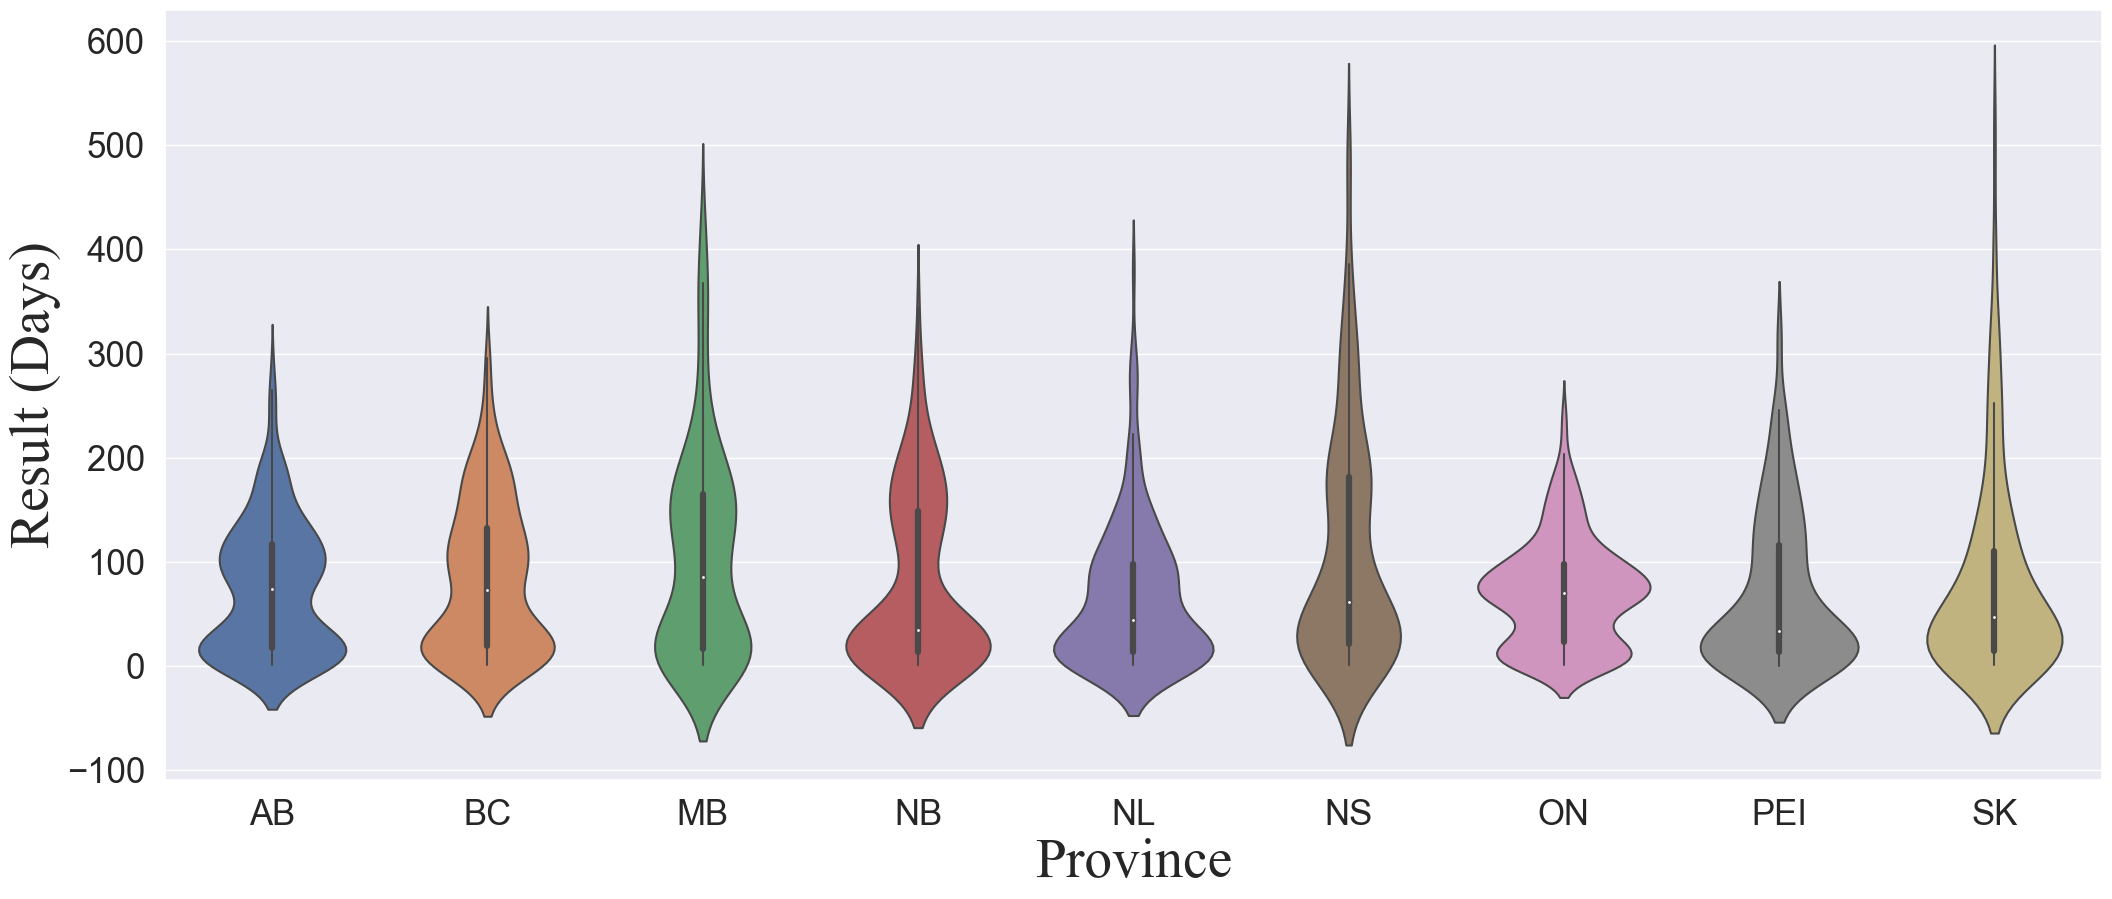 Result (Days)
600
500
400
300
200
100
0
−100
AB BC MB NB NL NS ON PEI SK
Province